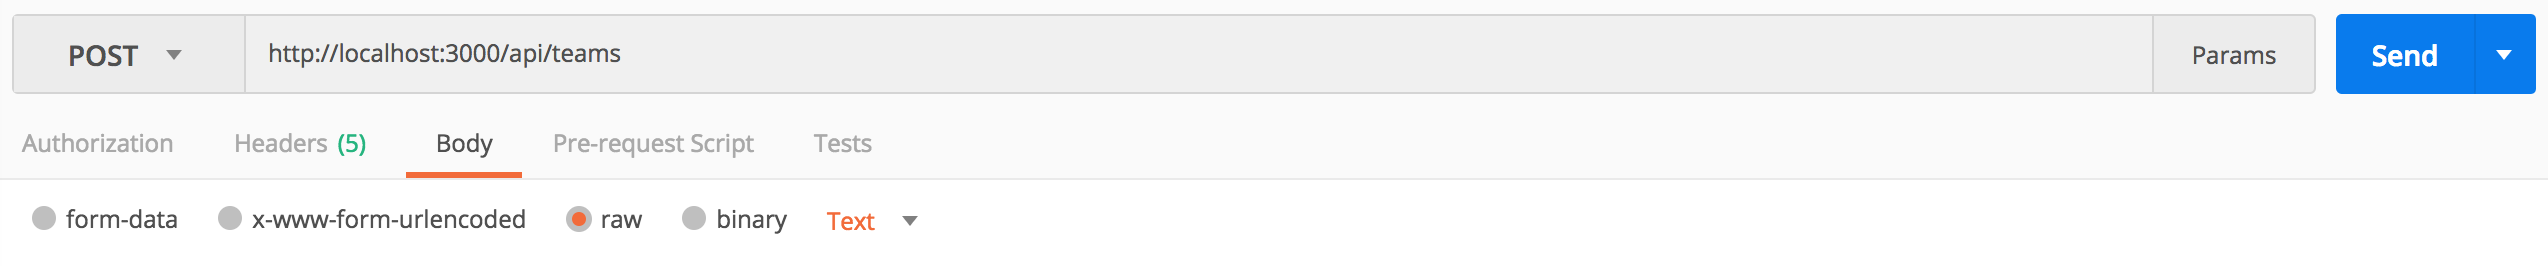 POST http://localhost:3000/api/teams Params Send
Authorization Headers (5) Body Pre-request Script Tests
form-data x-www-form-urlencoded raw binary Text